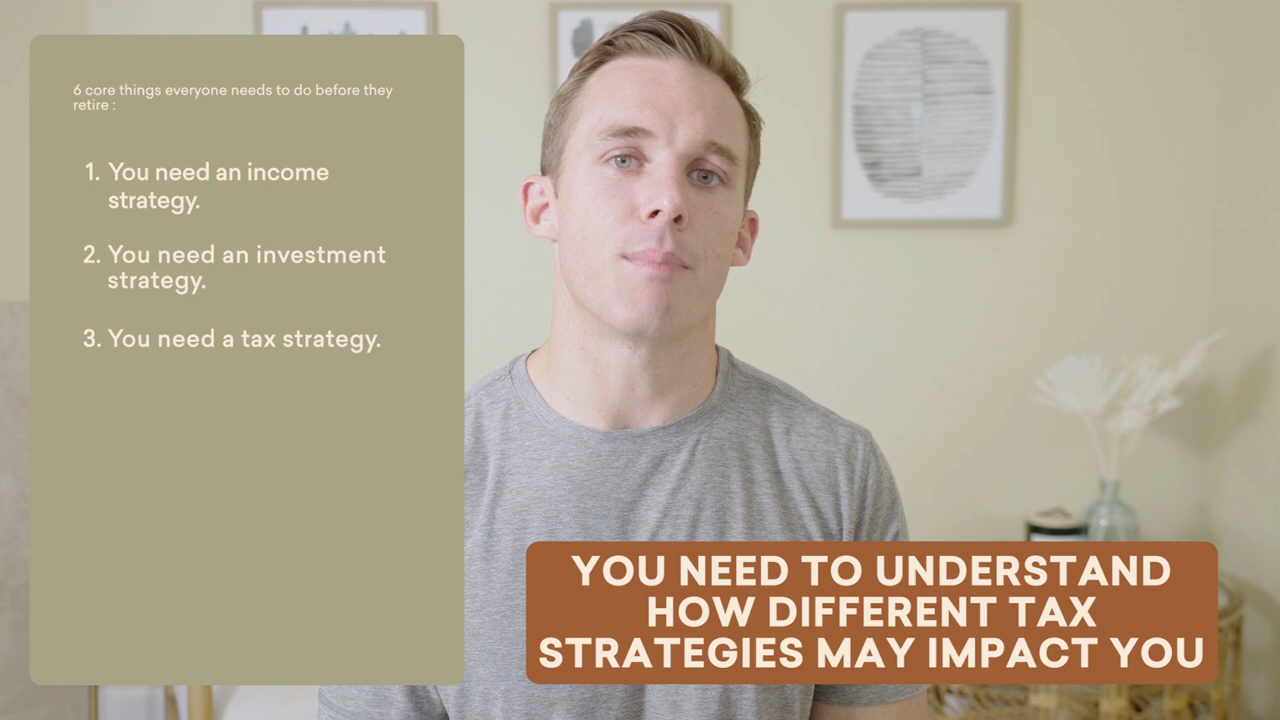 6 core things everyone needs to do before they
retire :
1. You need an income
strategy.
2. You need an investment
strategy.
3. You need a tax strategy.
YOU NEED TO UNDERSTAND
HOW DIFFERENT TAX
STRATEGIES MAY IMPACT YOU